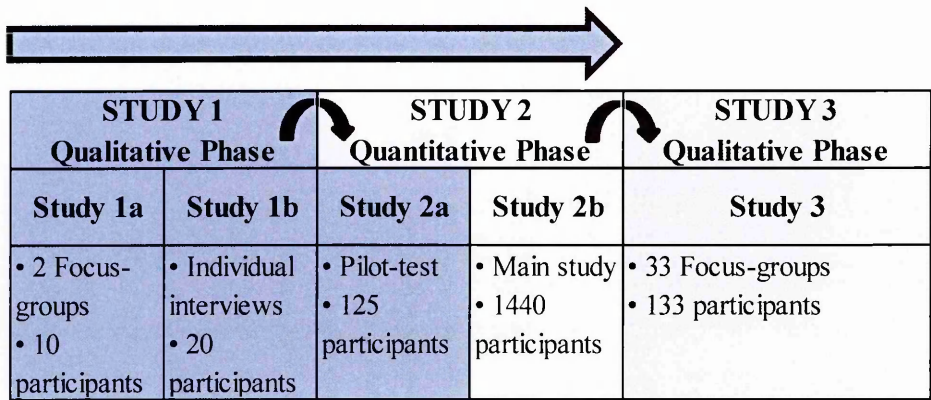 STUDY 1
Qualitative Phase
STUDY 2
Quantitative Phase
STUDY 3
Qualitative Phase
Study 1a
Study 1b
Study 2a
Study 2b
Study 3
• 2 Focus-
groups
• 10
participants
• Individual
interviews
• 20
participants
• Pilot-test
• 125
participants
• Main study
• 1440
participants
• 33 Focus-groups
• 133 participants